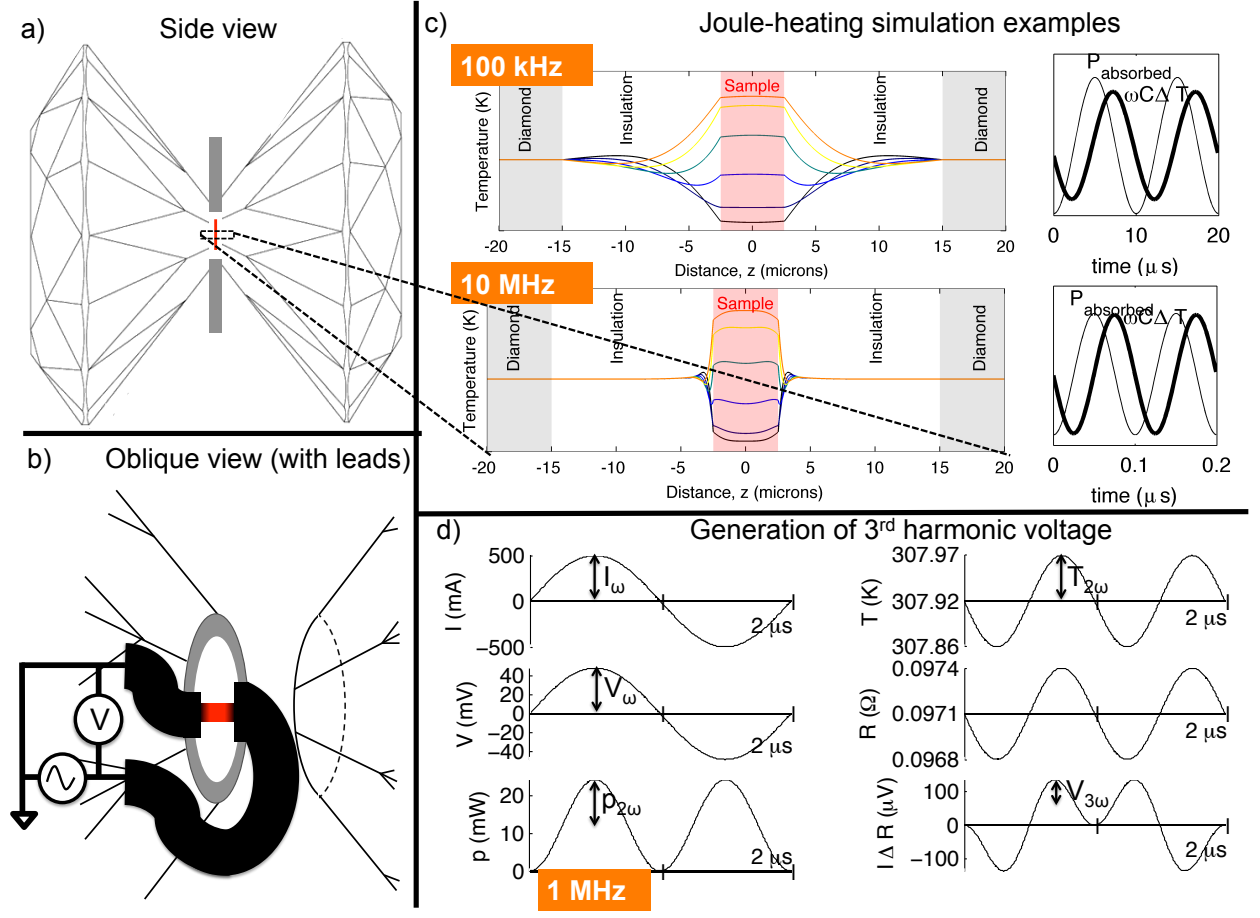 a)
Side view
b)
Oblique view (with leads)
V
c)
Joule-heating simulation examples
100 kHz
Temperature (K)
Diamond
Insulation
Sample
Insulation
Diamond
-20 -15 -10 -5 0 5 10 15 20
Distance, z (microns)
P absorbed
ωCΔ T
0 10 20
time (μ s)
10 MHz
Temperature (K)
Diamond
Insulation
Sample
Insulation
Diamond
-20 -15 -10 -5 0 5 10 15 20
Distance, z (microns)
P absorbed
ωCΔ T
0 0.1 0.2
time (μ s)
d)
Generation of 3rd harmonic voltage
I (mA)
500
0
−500
Iω
2 μs
V (mV)
40
20
0
−20
−40
Vω
2 μs
p (mW)
20
10
0
p2ω
2 μs
1 MHz
T (K)
307.97
307.92
307.86
T2ω
2 μs
R (Ω)
0.0974
0.0971
0.0968
2 μs
I Δ R (μV)
100
0
−100
V3ω
2 μs